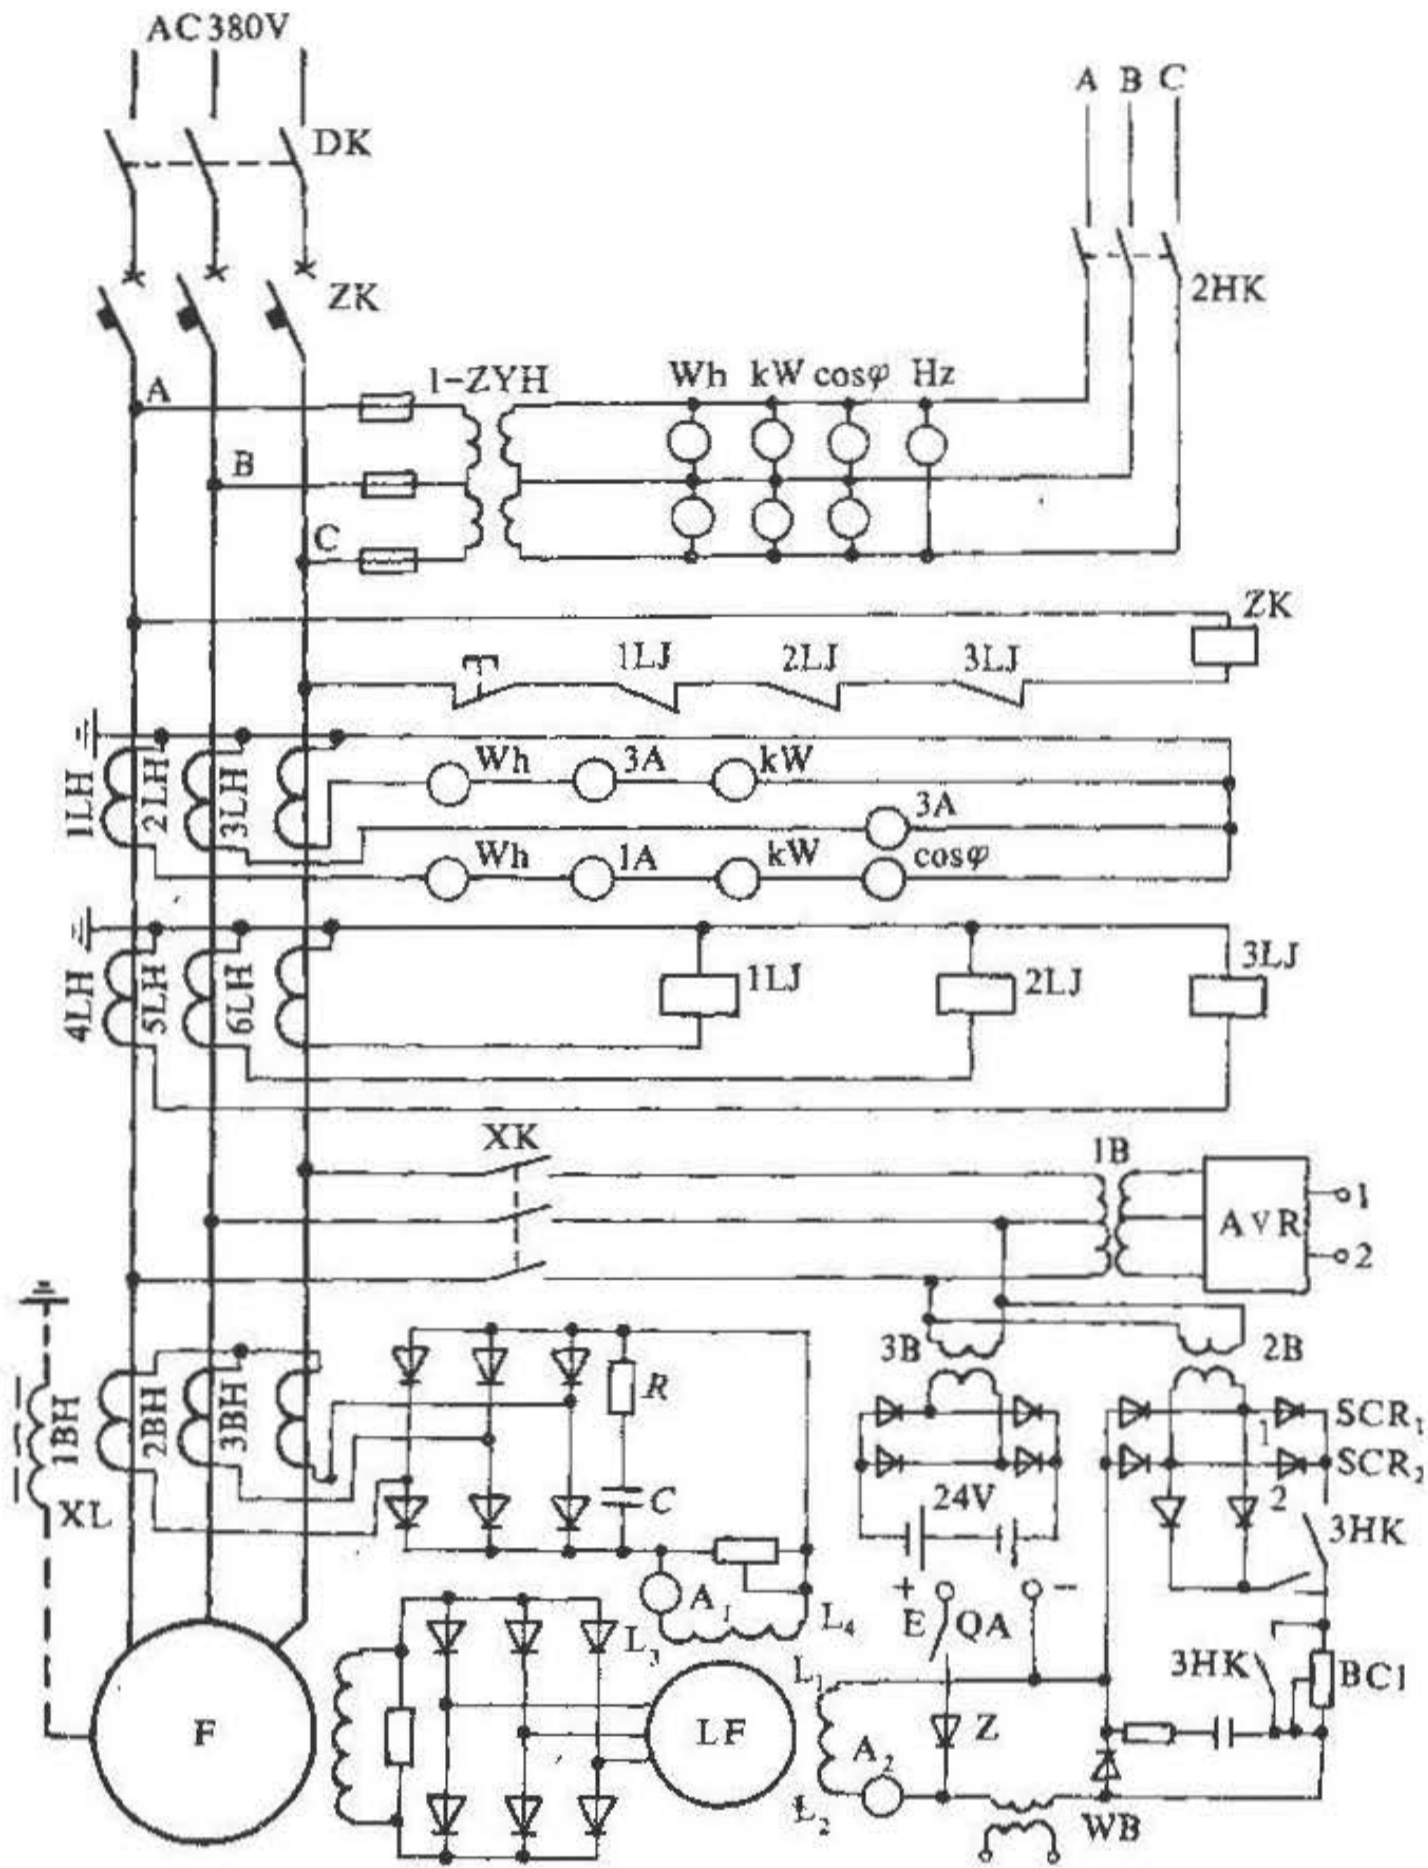 AC380V
A B C
DK
2HK
ZK
1-ZYH
Wh kW cosφ Hz
A
B
C
ZK
1LJ 2LJ 3LJ
1LH 2LH 3LH
Wh 3A kW
3A
Wh 1A kW cosφ
4LH 5LH 6LH
1LJ 2LJ 3LJ
XK
1B
AVR
1
2
3B 2B
1BH 2BH 3BH
R
SCR₁
1
SCR₂
XL
C
24V
2
3HK
+ −
A₁
E QA
L₃
L₄
L₁
3HK
BC1
F
LF
A₂
Z
L₂
WB